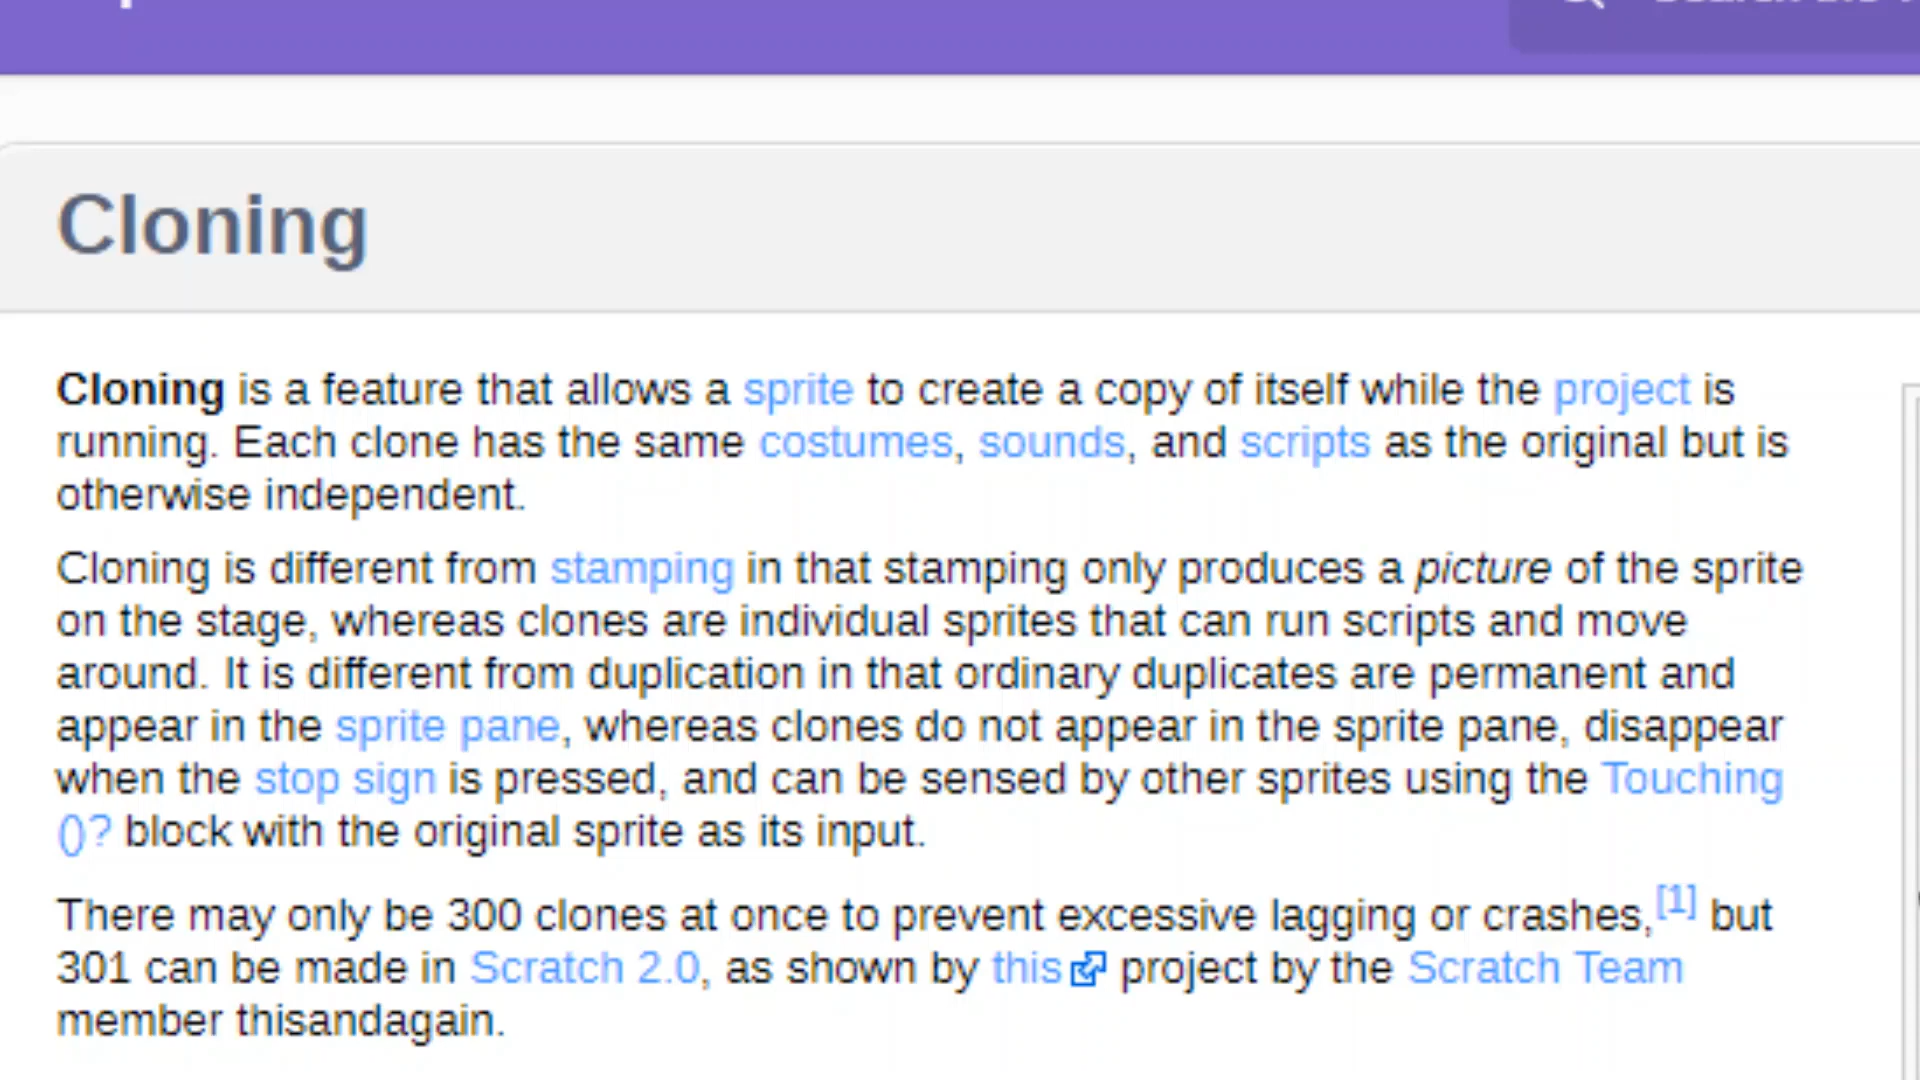 Cloning
Cloning is a feature that allows a sprite to create a copy of itself while the project is
running. Each clone has the same costumes, sounds, and scripts as the original but is
otherwise independent.
Cloning is different from stamping in that stamping only produces a picture of the sprite
on the stage, whereas clones are individual sprites that can run scripts and move
around. It is different from duplication in that ordinary duplicates are permanent and
appear in the sprite pane, whereas clones do not appear in the sprite pane, disappear
when the stop sign is pressed, and can be sensed by other sprites using the Touching
()? block with the original sprite as its input.
There may only be 300 clones at once to prevent excessive lagging or crashes,[1] but
301 can be made in Scratch 2.0, as shown by this project by the Scratch Team
member thisandagain.